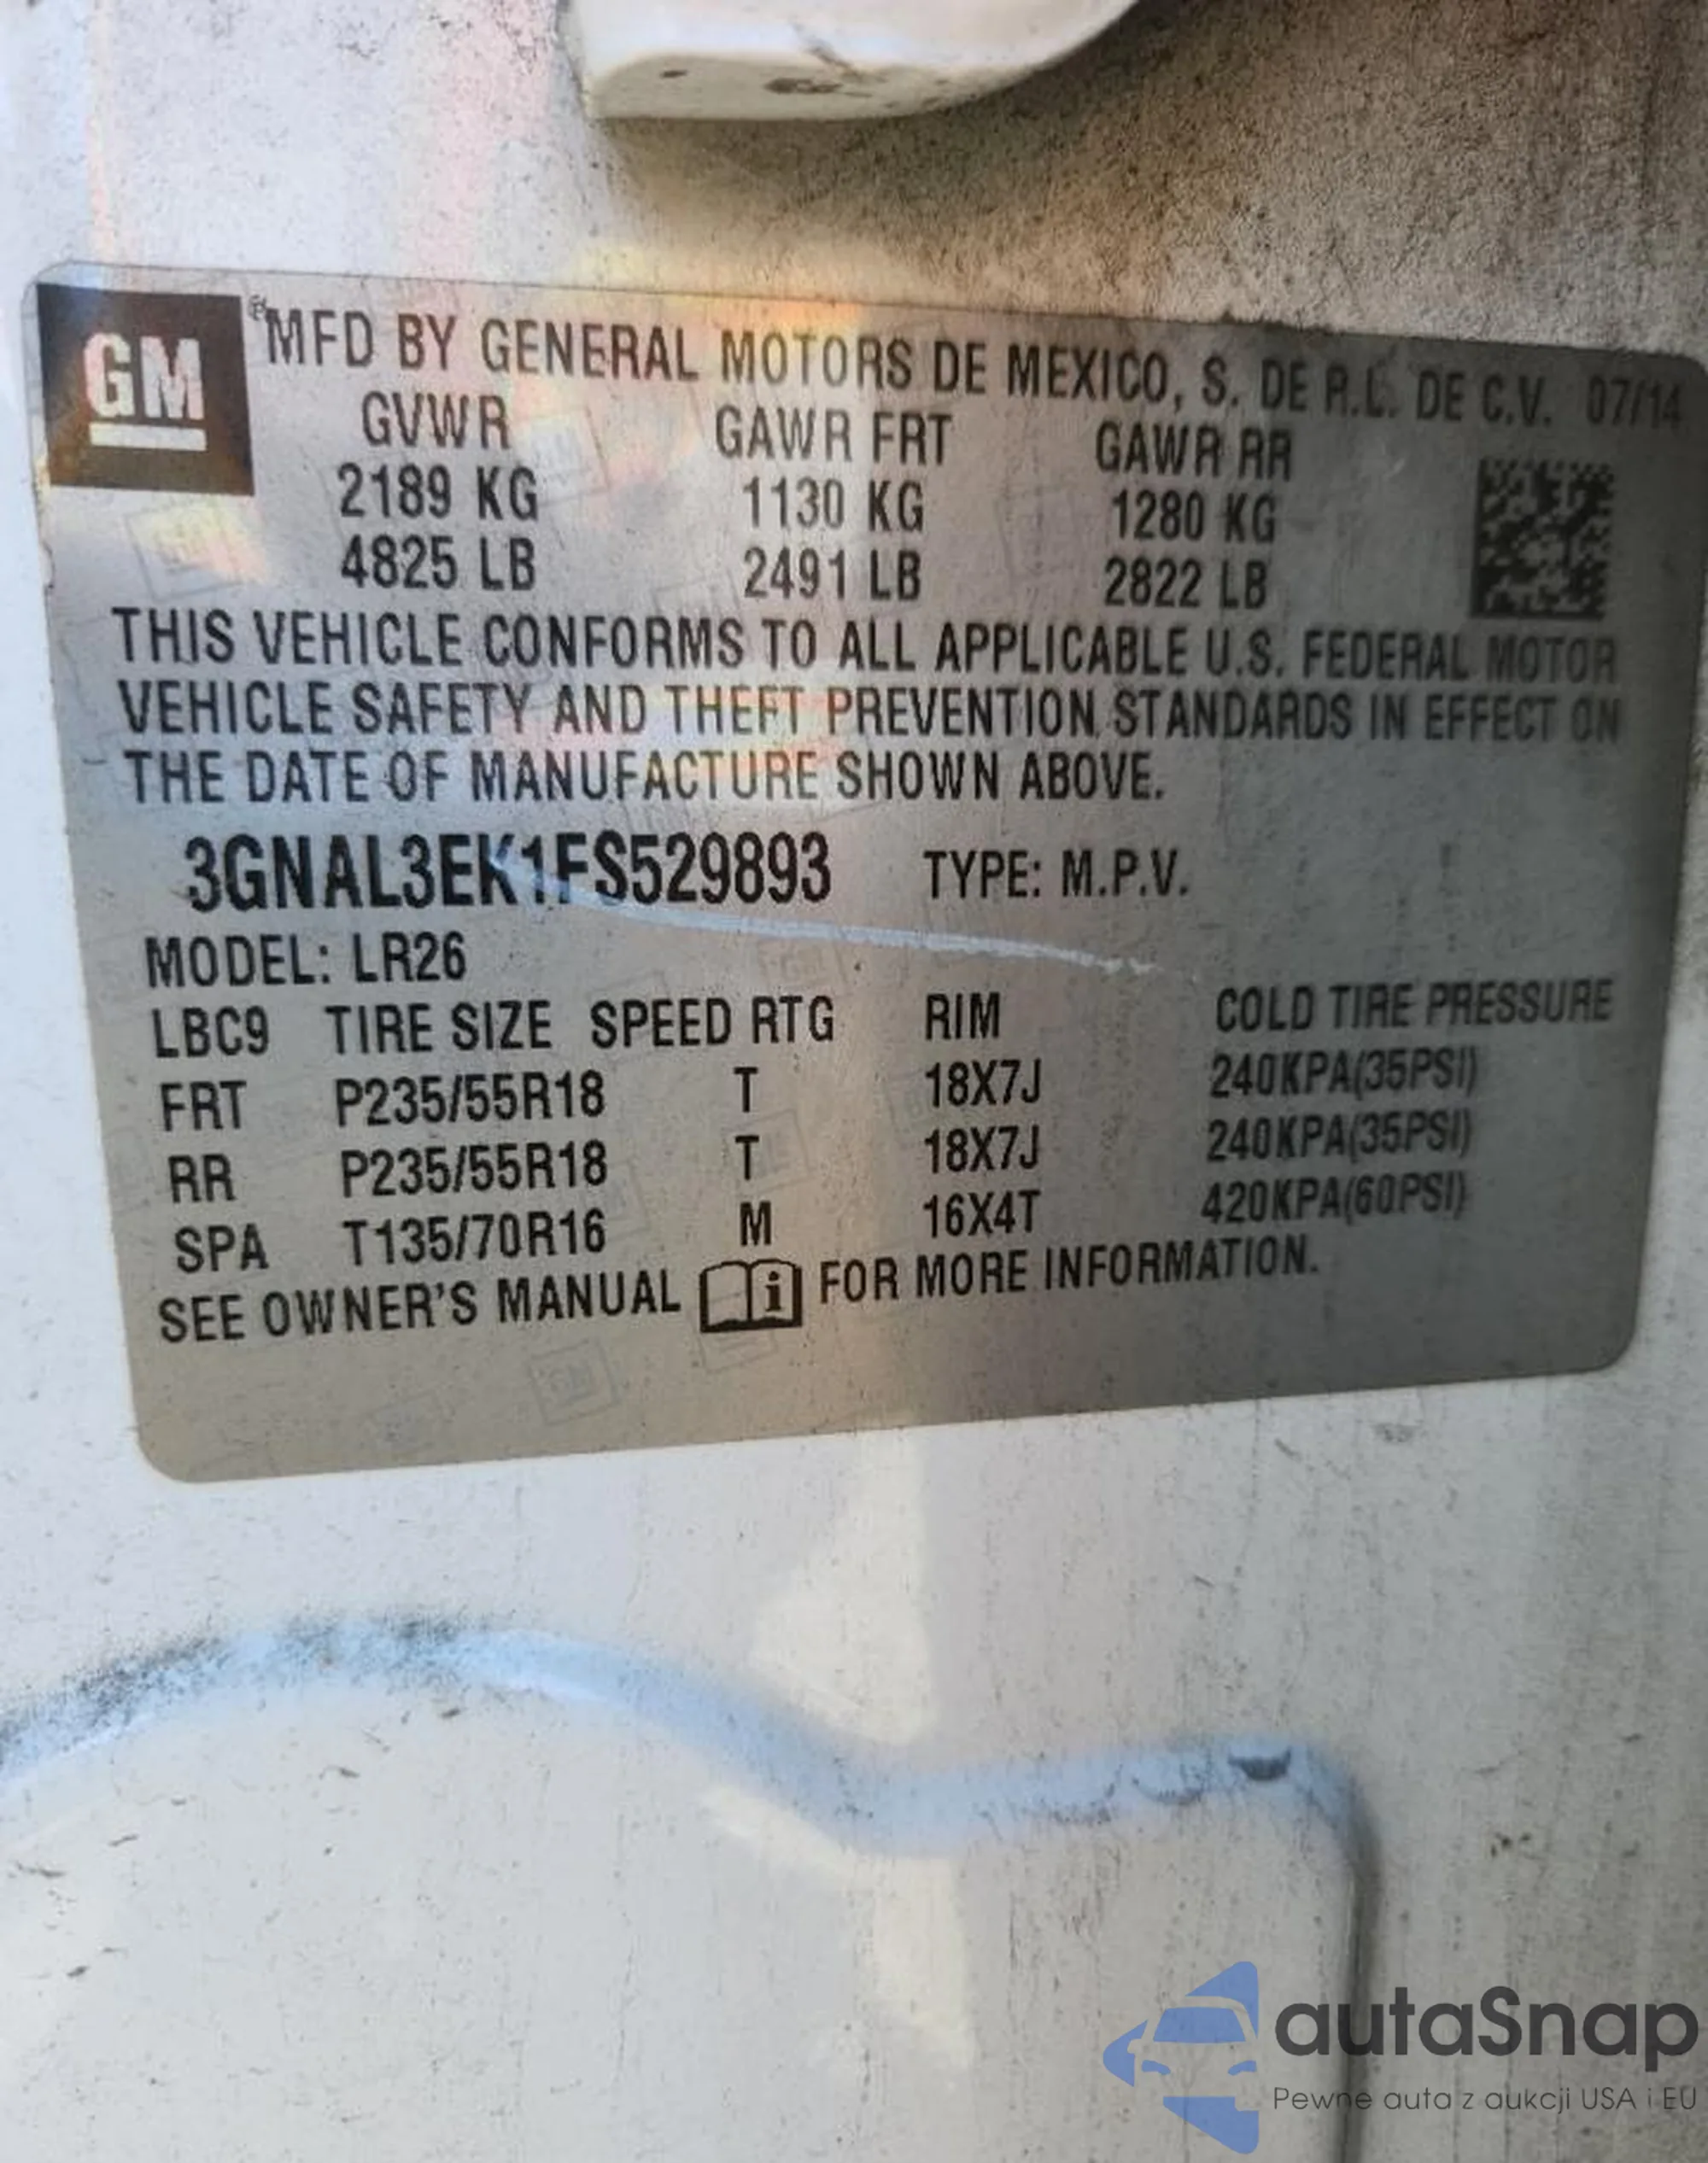 GM
® MFD BY GENERAL MOTORS DE MEXICO, S. DE R.L. DE C.V. 07/14
GVWR GAWR FRT GAWR RR
2189 KG 1130 KG 1280 KG
4825 LB 2491 LB 2822 LB
THIS VEHICLE CONFORMS TO ALL APPLICABLE U.S. FEDERAL MOTOR
VEHICLE SAFETY AND THEFT PREVENTION STANDARDS IN EFFECT ON
THE DATE OF MANUFACTURE SHOWN ABOVE.
3GNAL3EK1FS529893 TYPE: M.P.V.
MODEL: LR26
LBC9 TIRE SIZE SPEED RTG RIM COLD TIRE PRESSURE
FRT P235/55R18 T 18X7J 240KPA(35PSI)
RR P235/55R18 T 18X7J 240KPA(35PSI)
SPA T135/70R16 M 16X4T 420KPA(60PSI)
SEE OWNER'S MANUAL i FOR MORE INFORMATION.
autaSnap
Pewne auta z aukcji USA i EU